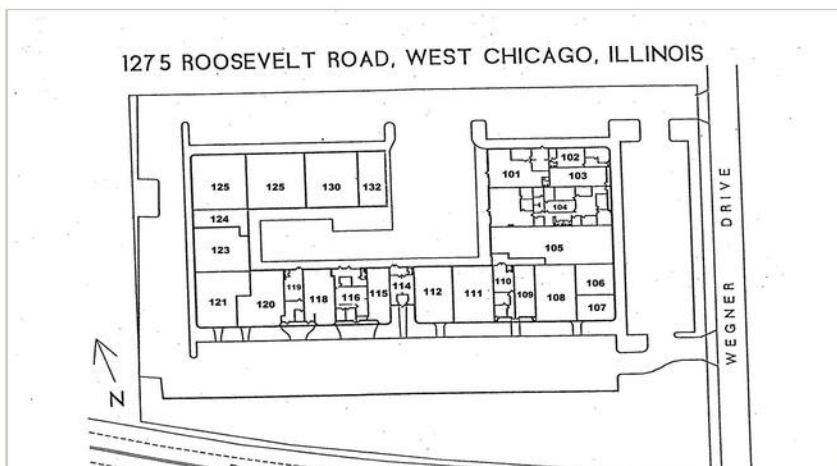 1275 ROOSEVELT ROAD, WEST CHICAGO, ILLINOIS
125 125 130 132
101 102
103
104
124
123
105
121 120 119 118 116 115 114 112 111 110 109 108 106
107
WEGNER DRIVE
N